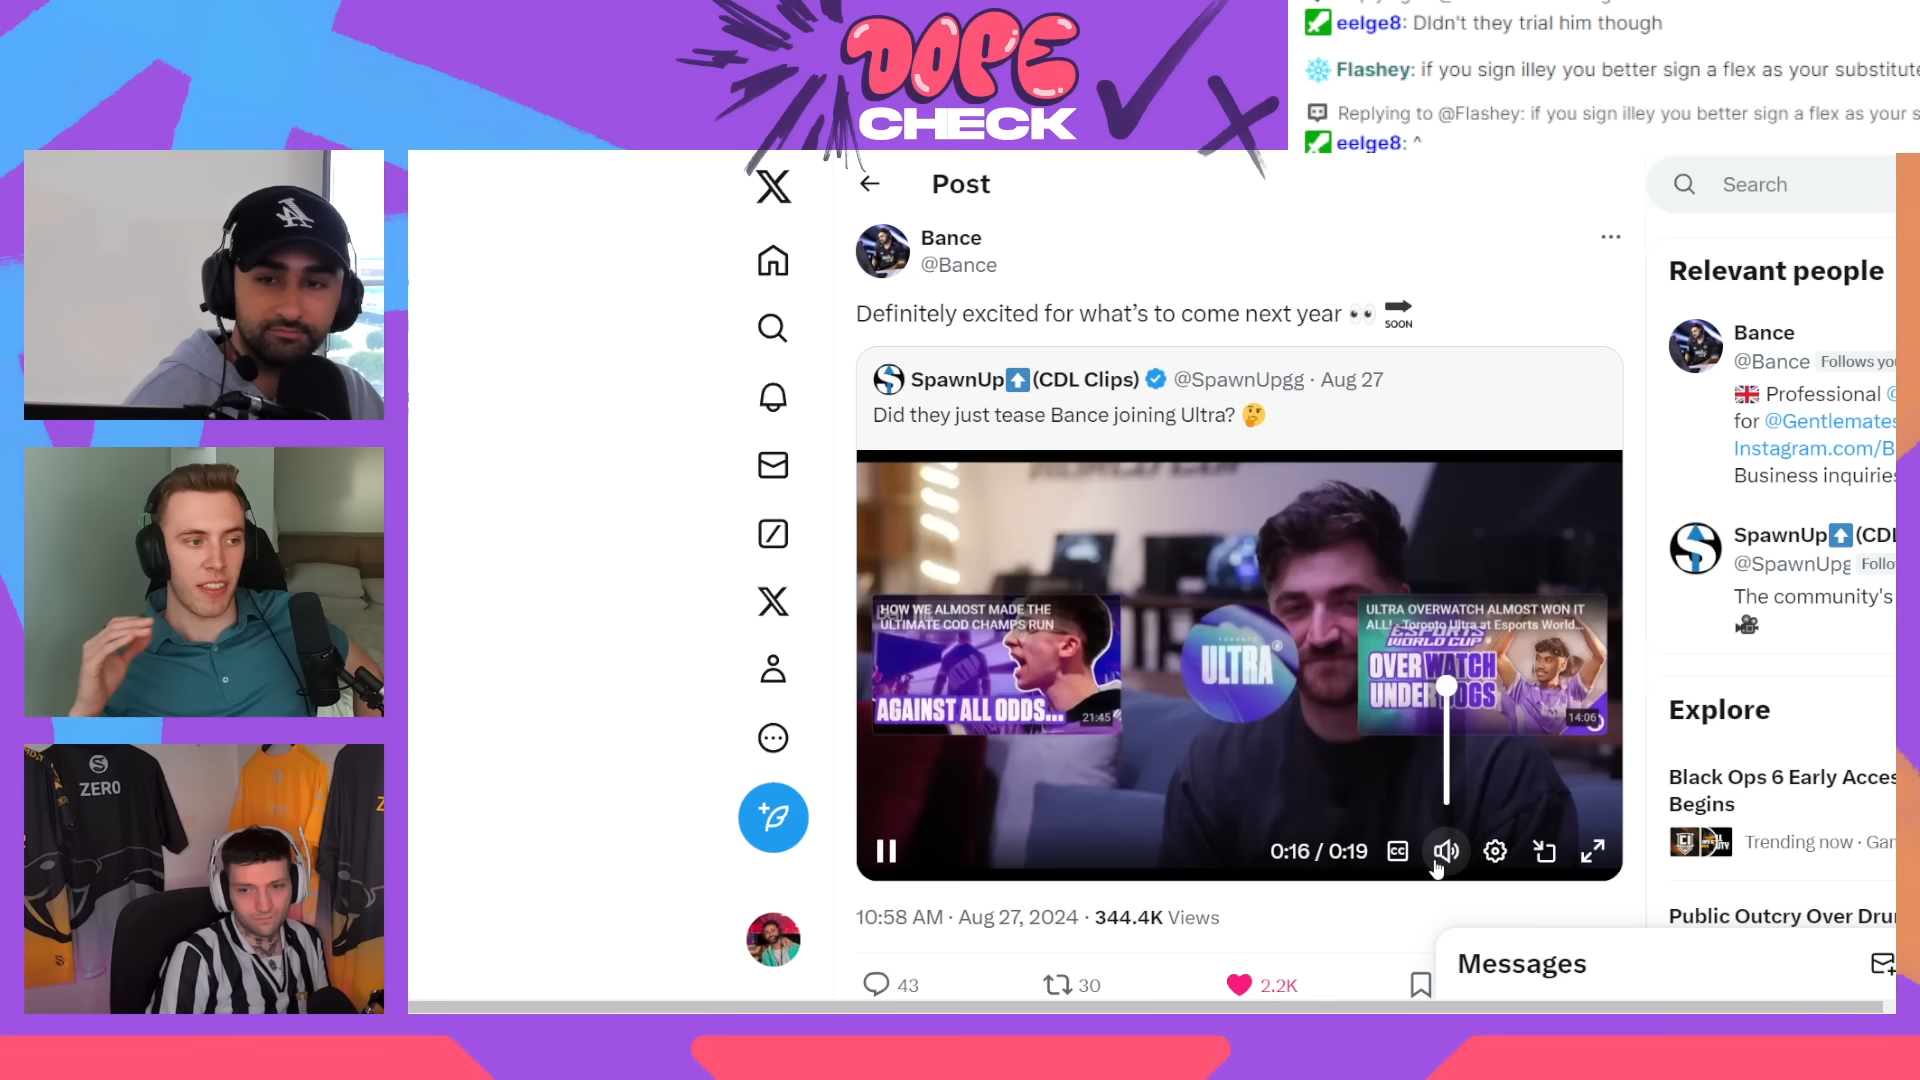 DOPE
CHECK
eelge8: DIdn't they trial him though
Flashey: if you sign illey you better sign a flex as your substitute
Replying to @Flashey: if you sign illey you better sign a flex as your s
eelge8: ^
ZERO
Post
Search
Bance
@Bance
Definitely excited for what's to come next year 👀 SOON
SpawnUp⬆️(CDL Clips) @SpawnUpgg · Aug 27
Did they just tease Bance joining Ultra? 🤔
HOW WE ALMOST MADE THE
ULTIMATE COD CHAMPS RUN
AGAINST ALL ODDS...
21:45
TORONTO
ULTRA
ULTRA OVERWATCH ALMOST WON IT
ALL! - Toronto Ultra at Esports World...
ESPORTS
WORLD CUP
OVERWATCH
UNDERDOGS
14:06
0:16 / 0:19
CC
10:58 AM · Aug 27, 2024 · 344.4K Views
43
30
2.2K
Relevant people
Bance
@Bance Follows you
🇬🇧 Professional @
for @Gentlemates
Instagram.com/B
Business inquiries
SpawnUp⬆️(CDL
@SpawnUpg Follo
The community's
🎥
Explore
Black Ops 6 Early Acces
Begins
Trending now · Gam
Public Outcry Over Dru
Messages